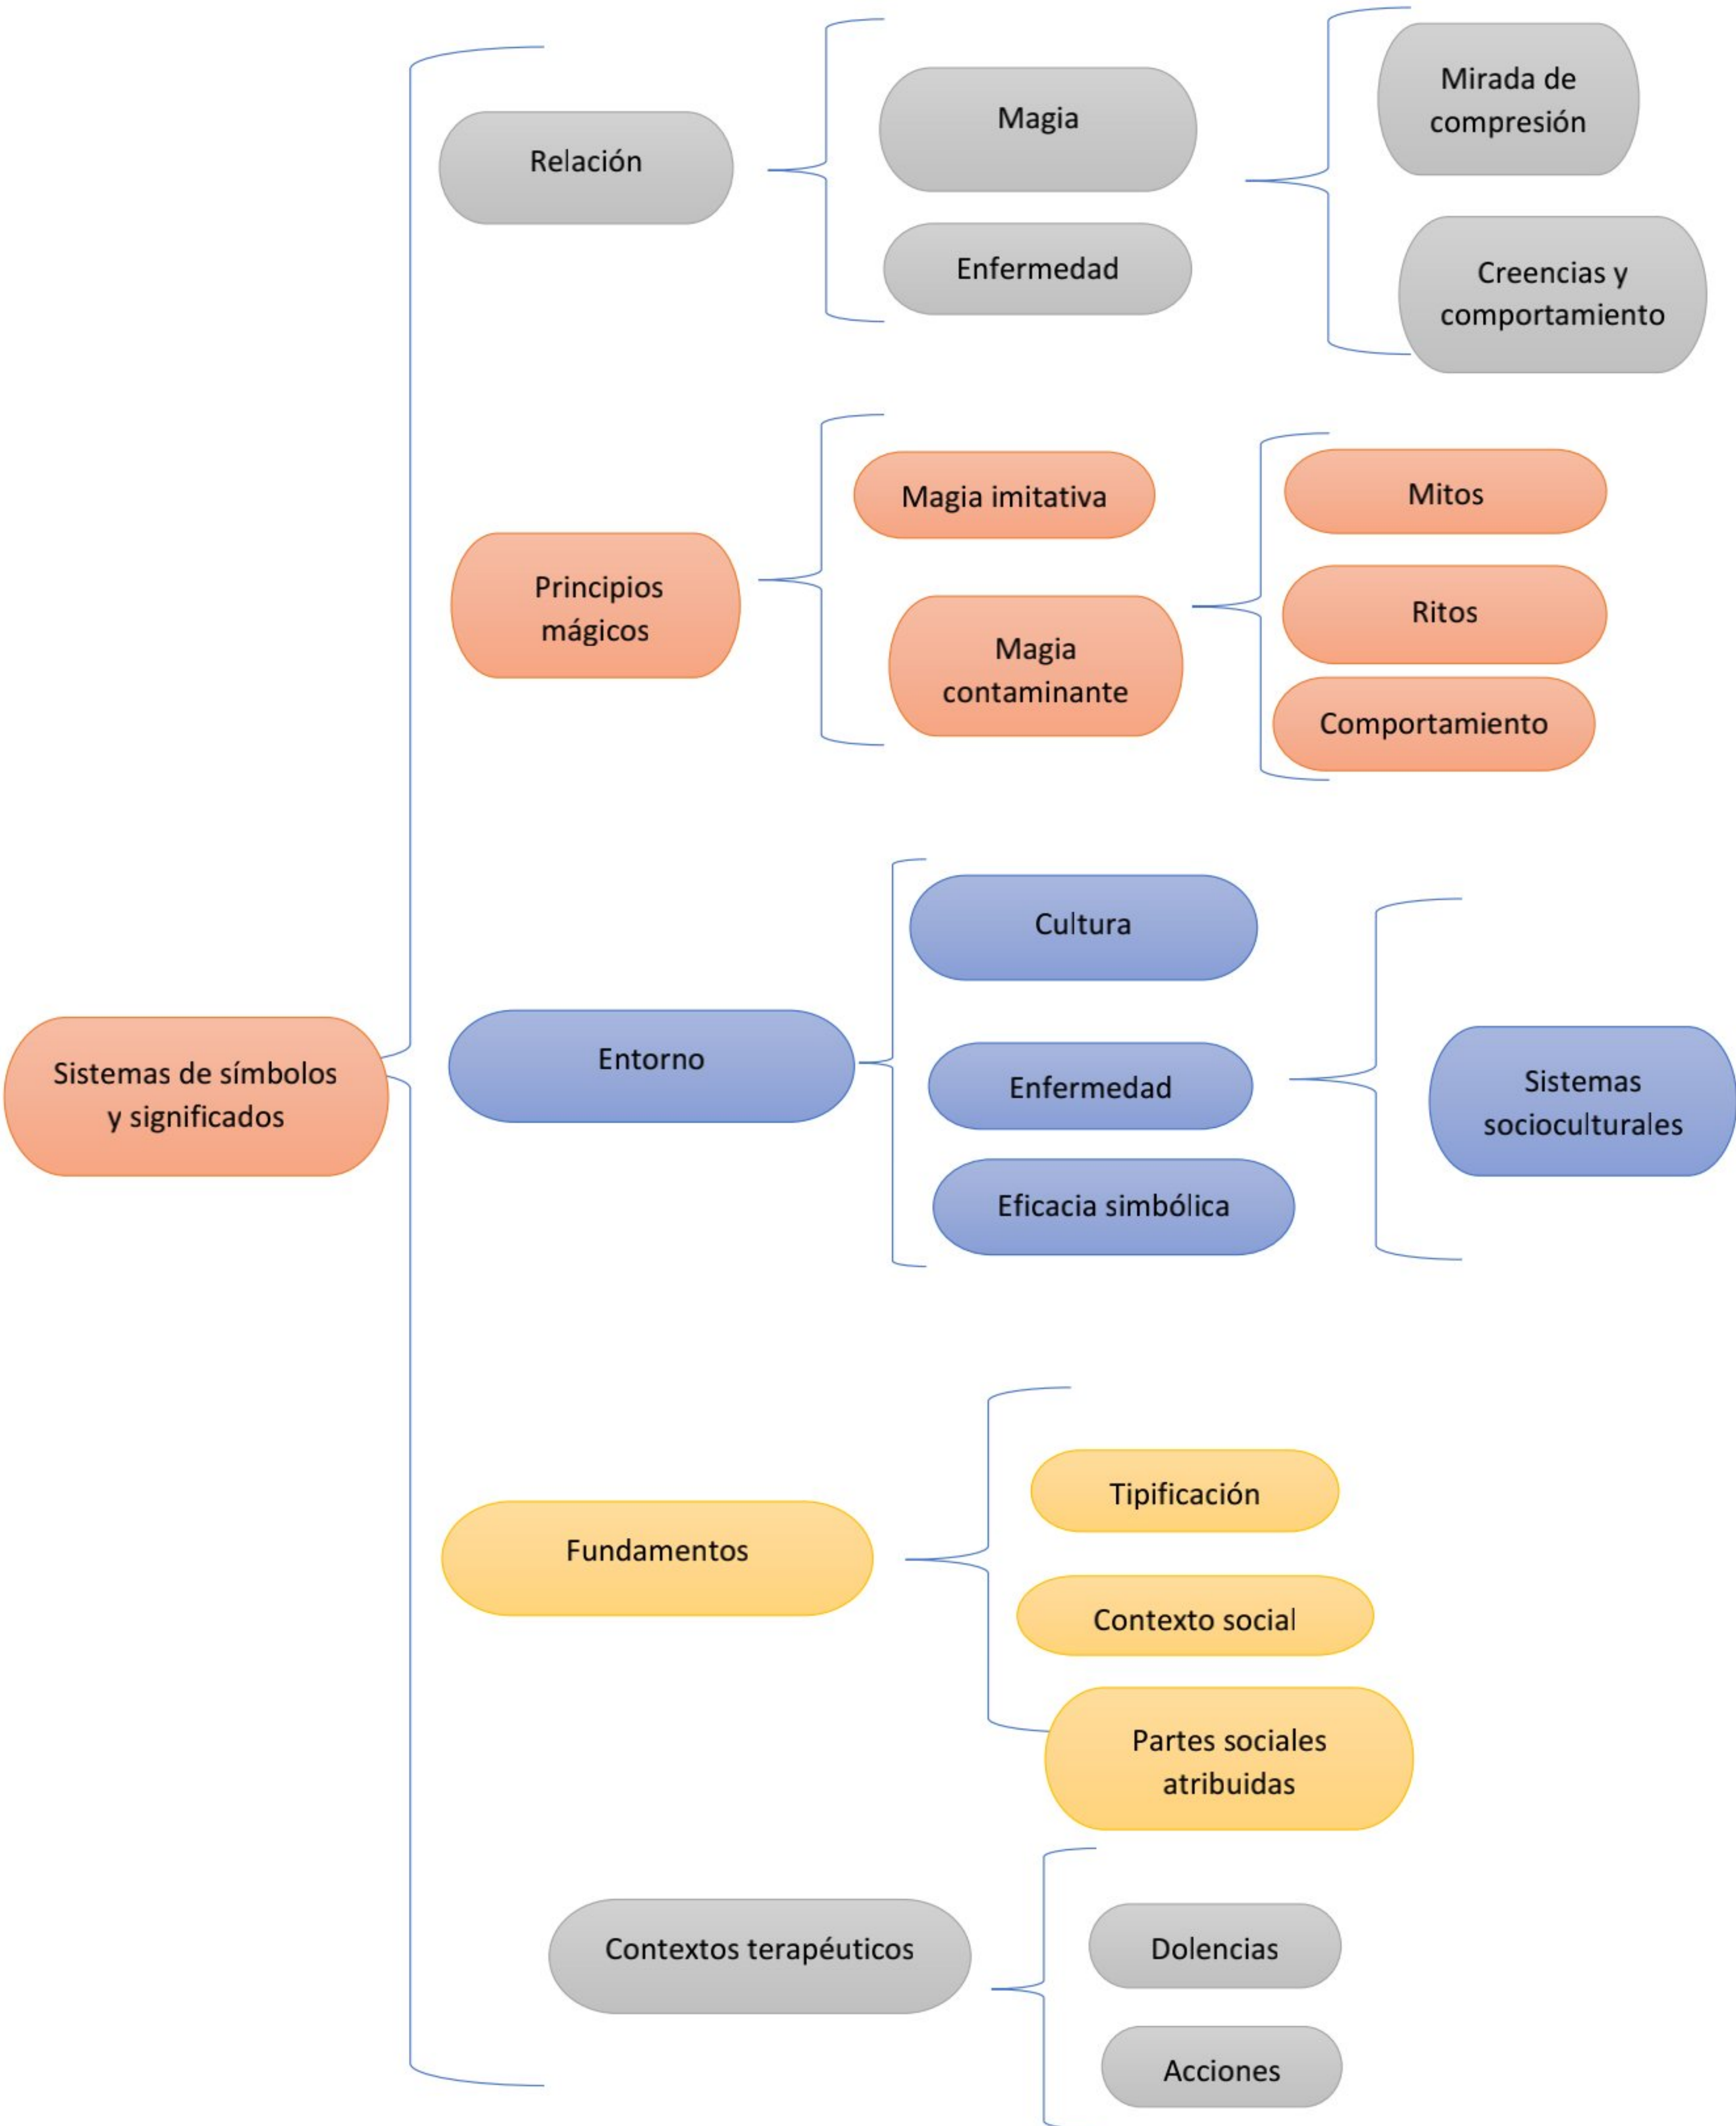 Relación
Magia
Enfermedad
Mirada de
compresión
Creencias y
comportamiento
Principios
mágicos
Magia imitativa
Magia
contaminante
Mitos
Ritos
Comportamiento
Sistemas de símbolos
y significados
Entorno
Cultura
Enfermedad
Eficacia simbólica
Sistemas
socioculturales
Fundamentos
Tipificación
Contexto social
Partes sociales
atribuidas
Contextos terapéuticos
Dolencias
Acciones